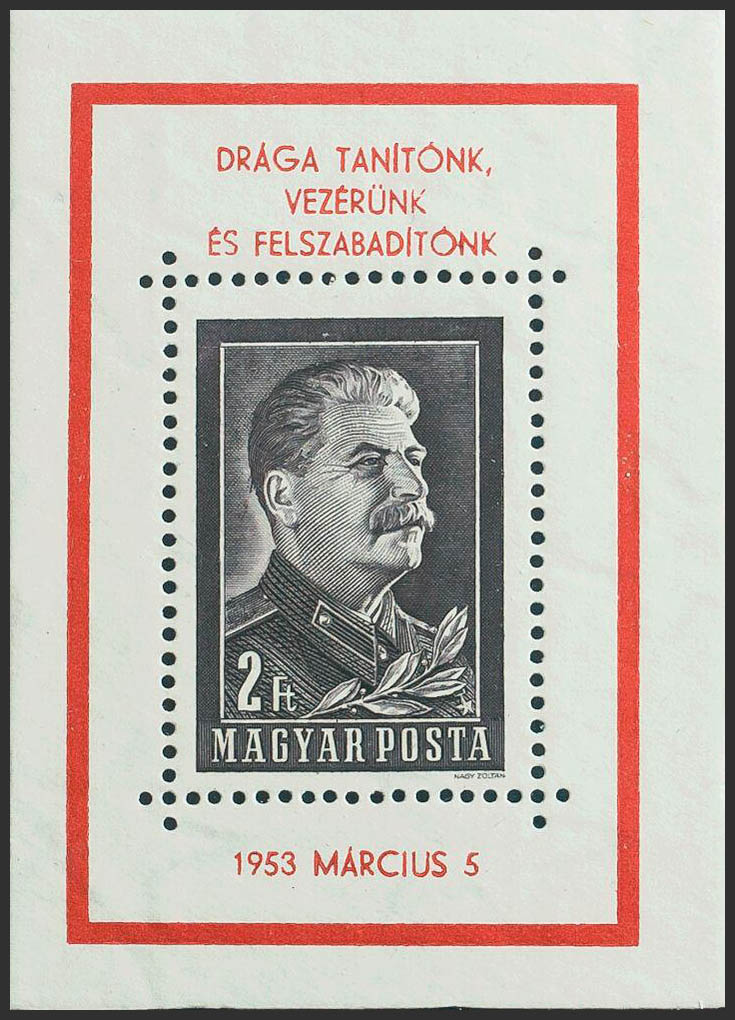 DRÁGA TANÍTÓNK,
VEZÉRÜNK
ÉS FELSZABADÍTÓNK
2 Ft
MAGYAR POSTA
NAGY ZOLTÁN
1953 MÁRCIUS 5